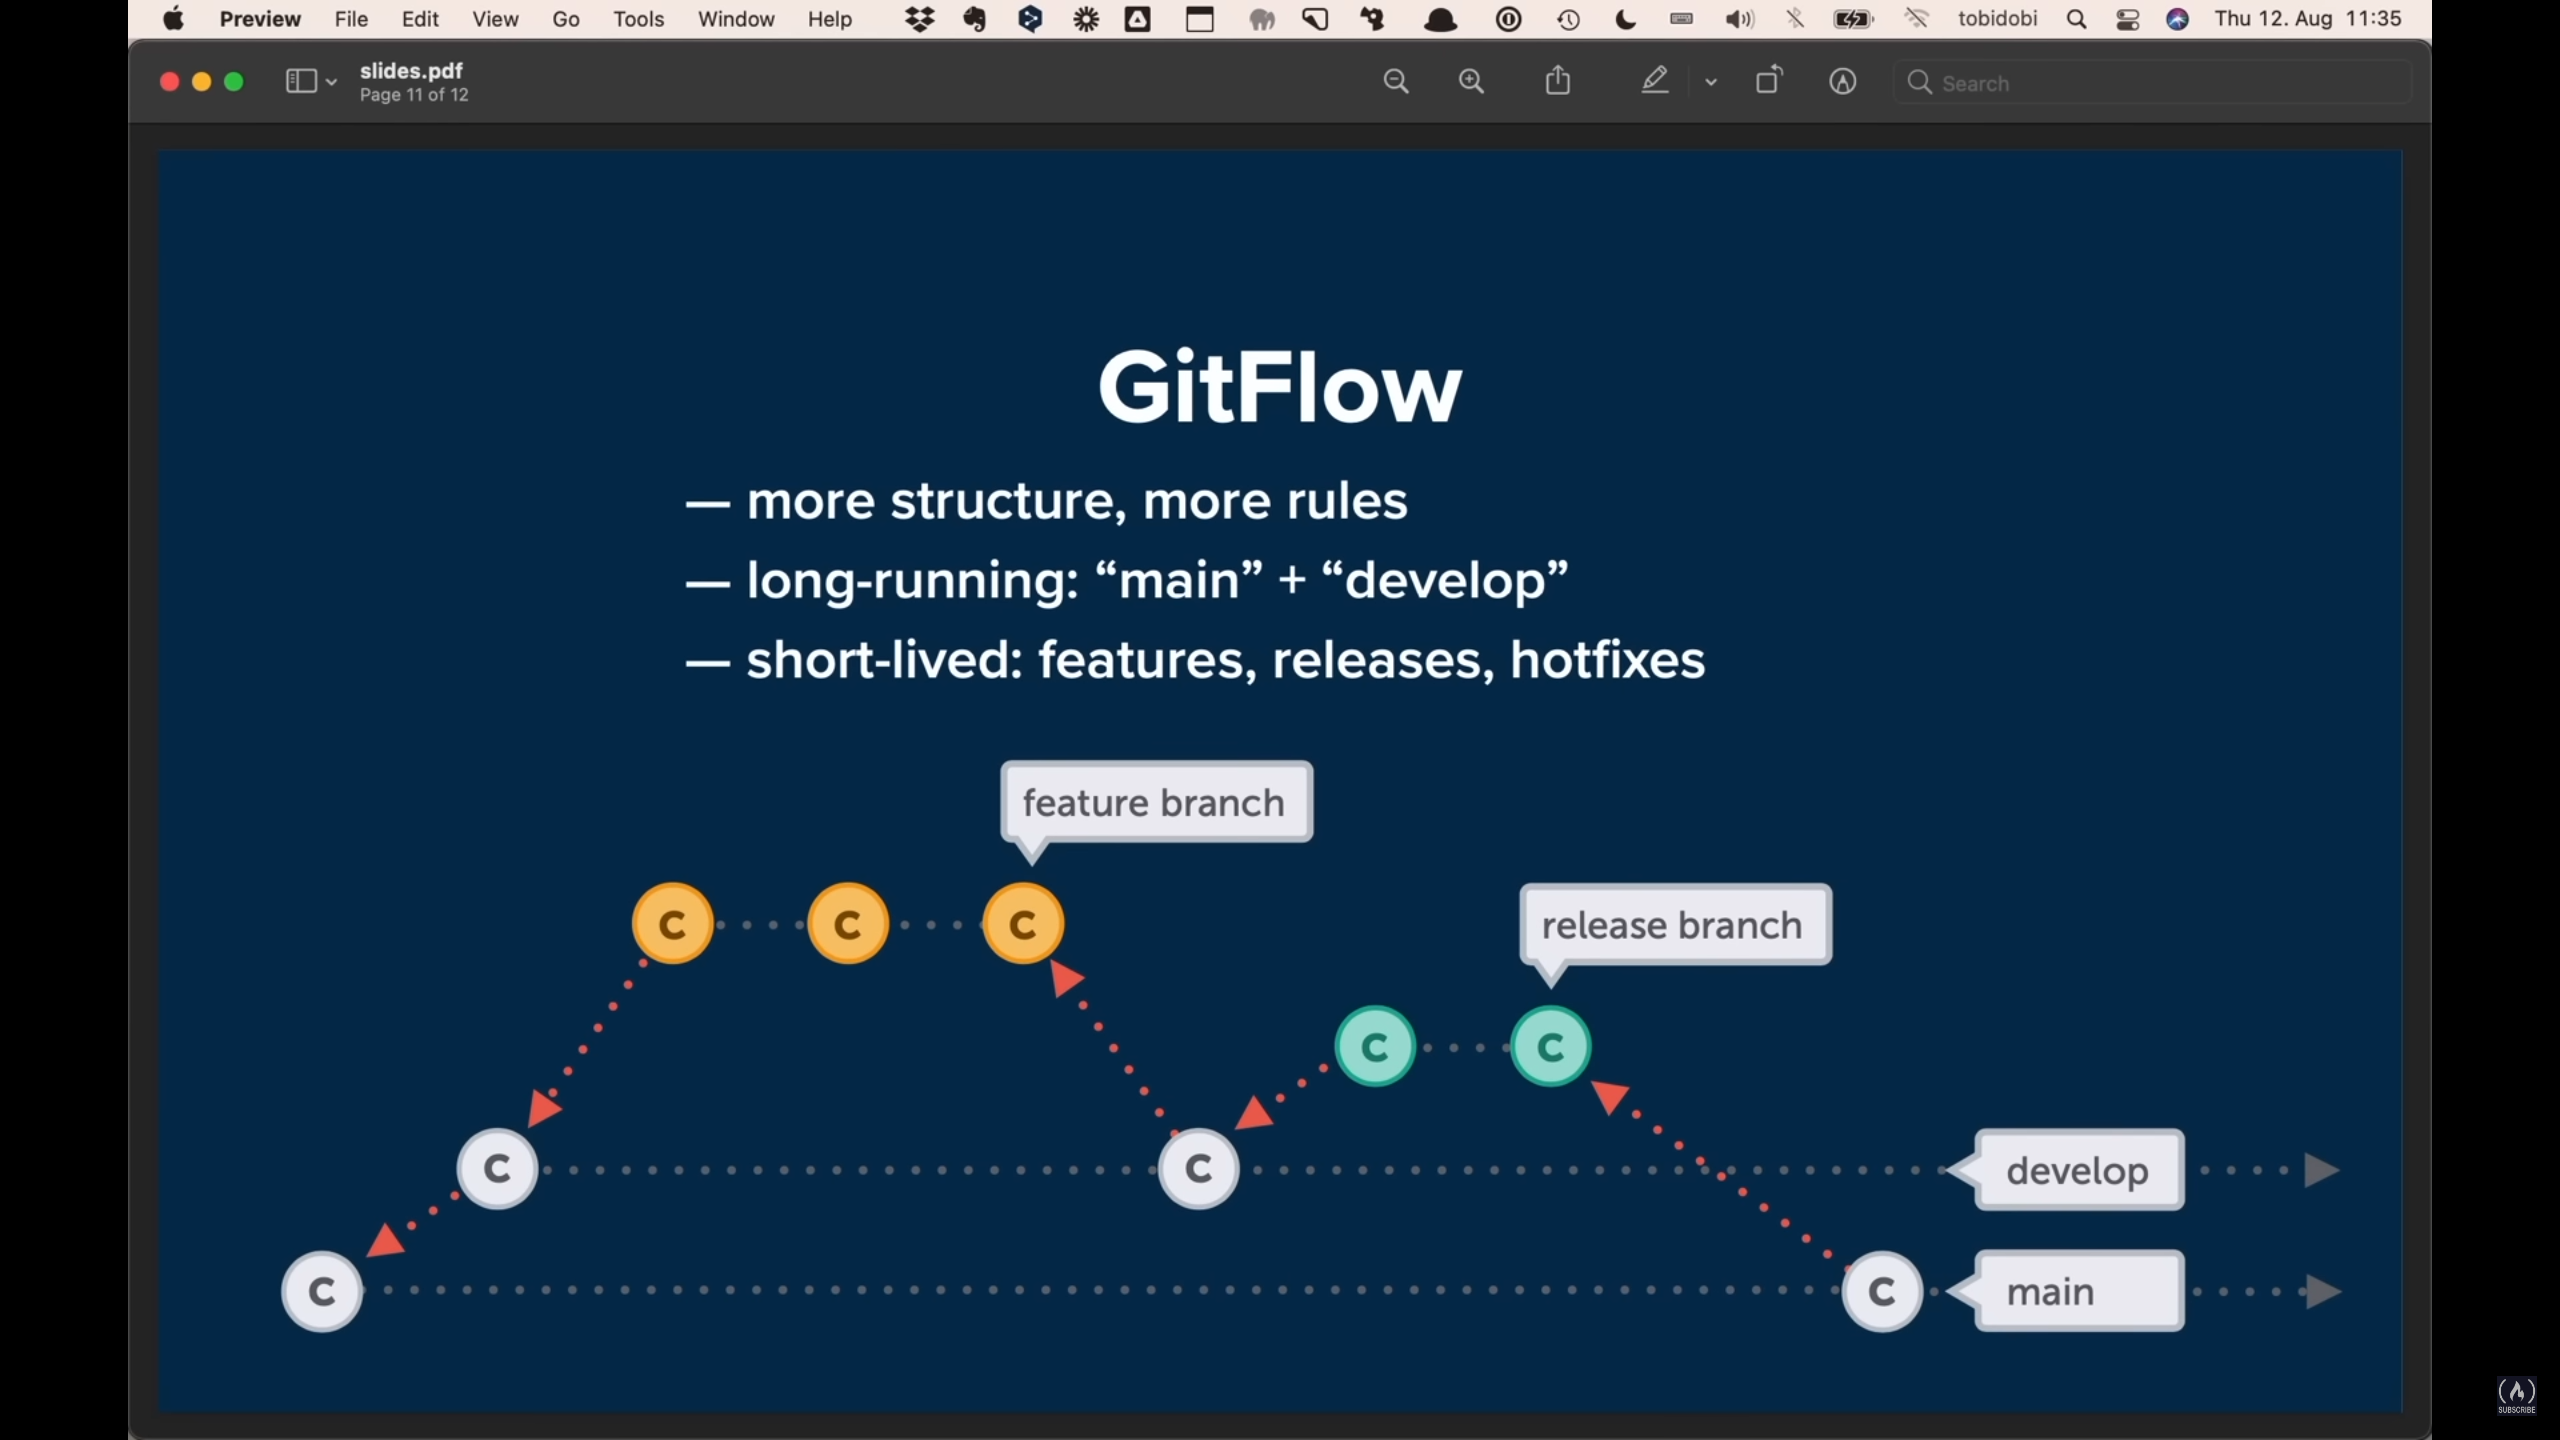 Preview File Edit View Go Tools Window Help tobidobi Thu 12. Aug 11:35
slides.pdf
Page 11 of 12
Search
GitFlow
— more structure, more rules
— long-running: “main” + “develop”
— short-lived: features, releases, hotfixes
feature branch
C C C
release branch
C C
C C develop
C C main
SUBSCRIBE